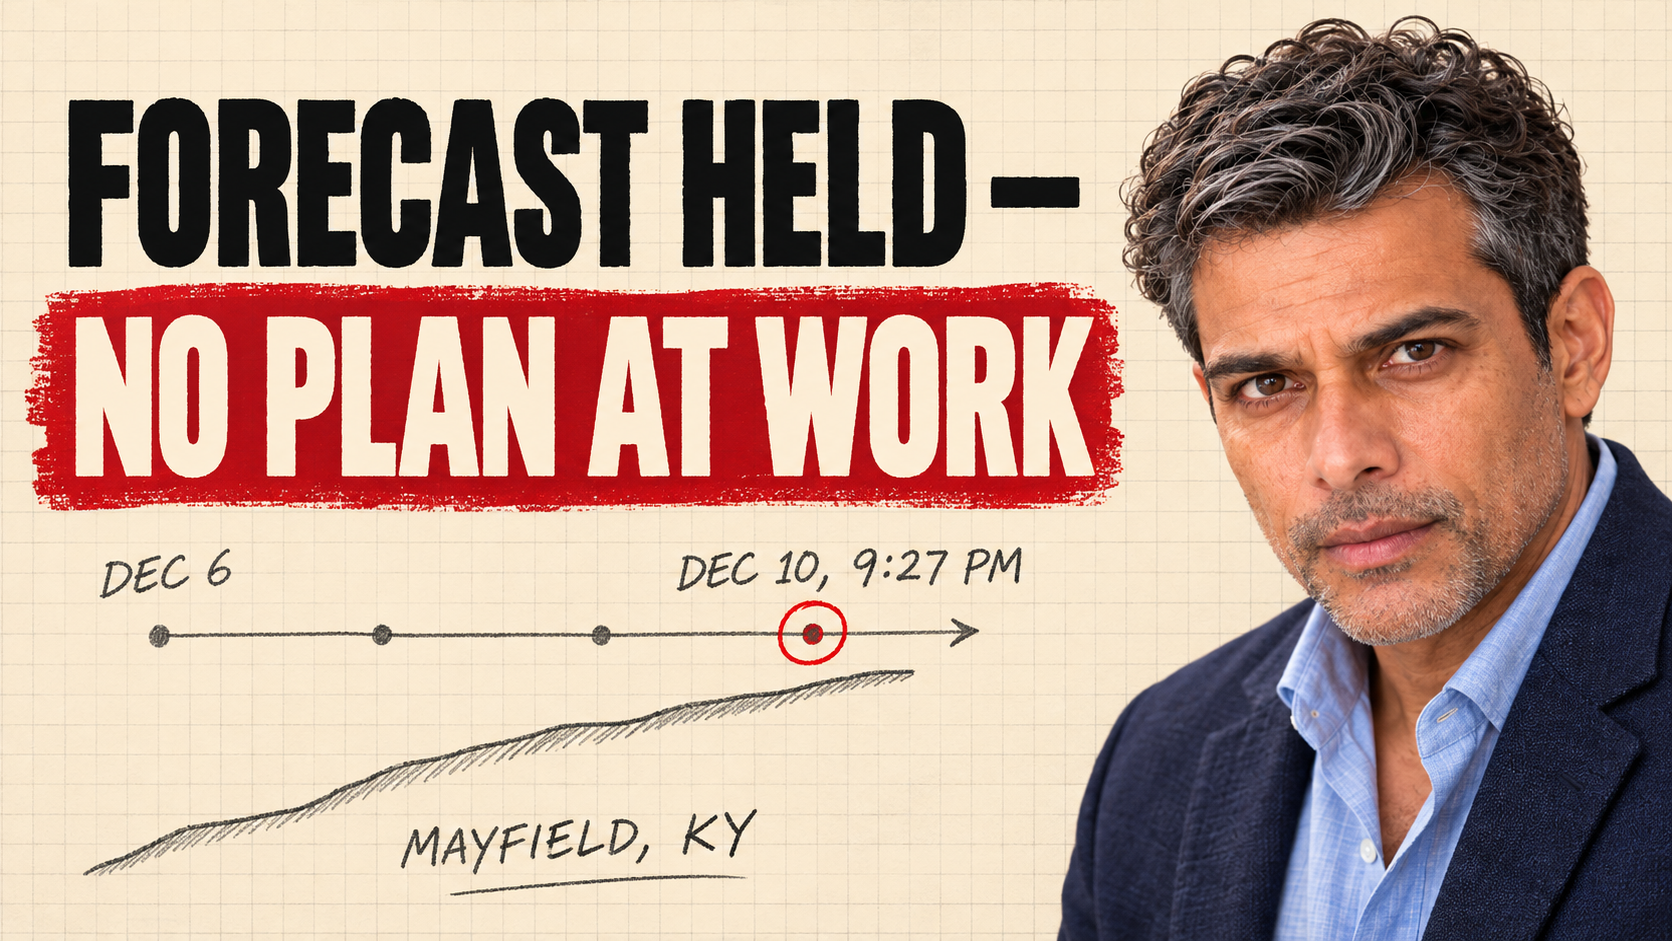 FORECAST HELD —
NO PLAN AT WORK
DEC 6
DEC 10, 9:27 PM
MAYFIELD, KY